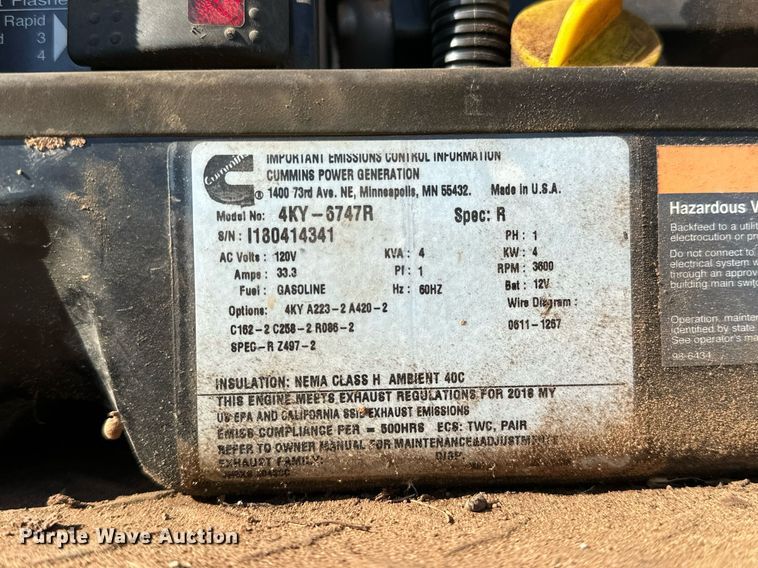 Flasher
Rapid
3
4
Cummins
IMPORTANT EMISSIONS CONTROL INFORMATION
CUMMINS POWER GENERATION
® 1400 73rd Ave. NE, Minneapolis, MN 55432. Made in U.S.A.
Model No: 4KY-6747R Spec: R
S/N: I180414341 PH: 1
AC Volts: 120V KVA: 4 KW: 4
Amps: 33.3 Pf: 1 RPM: 3600
Fuel: GASOLINE Hz: 60HZ Bat: 12V
Options: 4KY A223-2 A420-2 Wire Diagram:
C162-2 C258-2 R086-2 0611-1267
SPEC-R Z497-2
INSULATION: NEMA CLASS H AMBIENT 40C
THIS ENGINE MEETS EXHAUST REGULATIONS FOR 2018 MY
US EPA AND CALIFORNIA SSI EXHAUST EMISSIONS
EMISS COMPLIANCE PER = 500HRS ECS: TWC, PAIR
REFER TO OWNER MANUAL FOR MAINTENANCE&ADJUSTMENTS
EXHAUST FAMILY: DISP.
Hazardous V
Backfeed to a utili
electrocution or pr
Do not connect to
electrical system w
through an approv
building main switc
Operation, mainten
identified by state
See operator's ma
98-6434
Purple Wave Auction